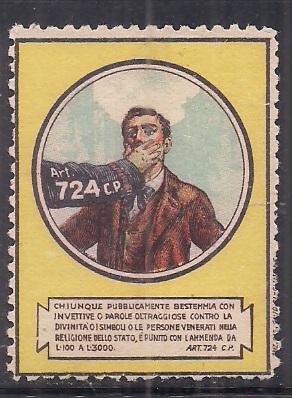 Art.
724 C.P.
CHIUNQUE PUBBLICAMENTE BESTEMMIA CON
INVETTIVE O PAROLE OLTRAGGIOSE CONTRO LA
DIVINITA' O I SIMBOLI O LE PERSONE VENERATI NELLA
RELIGIONE DELLO STATO, È PUNITO CON L'AMMENDA DA
L.100 A L.3000. ART. 724 C.P.